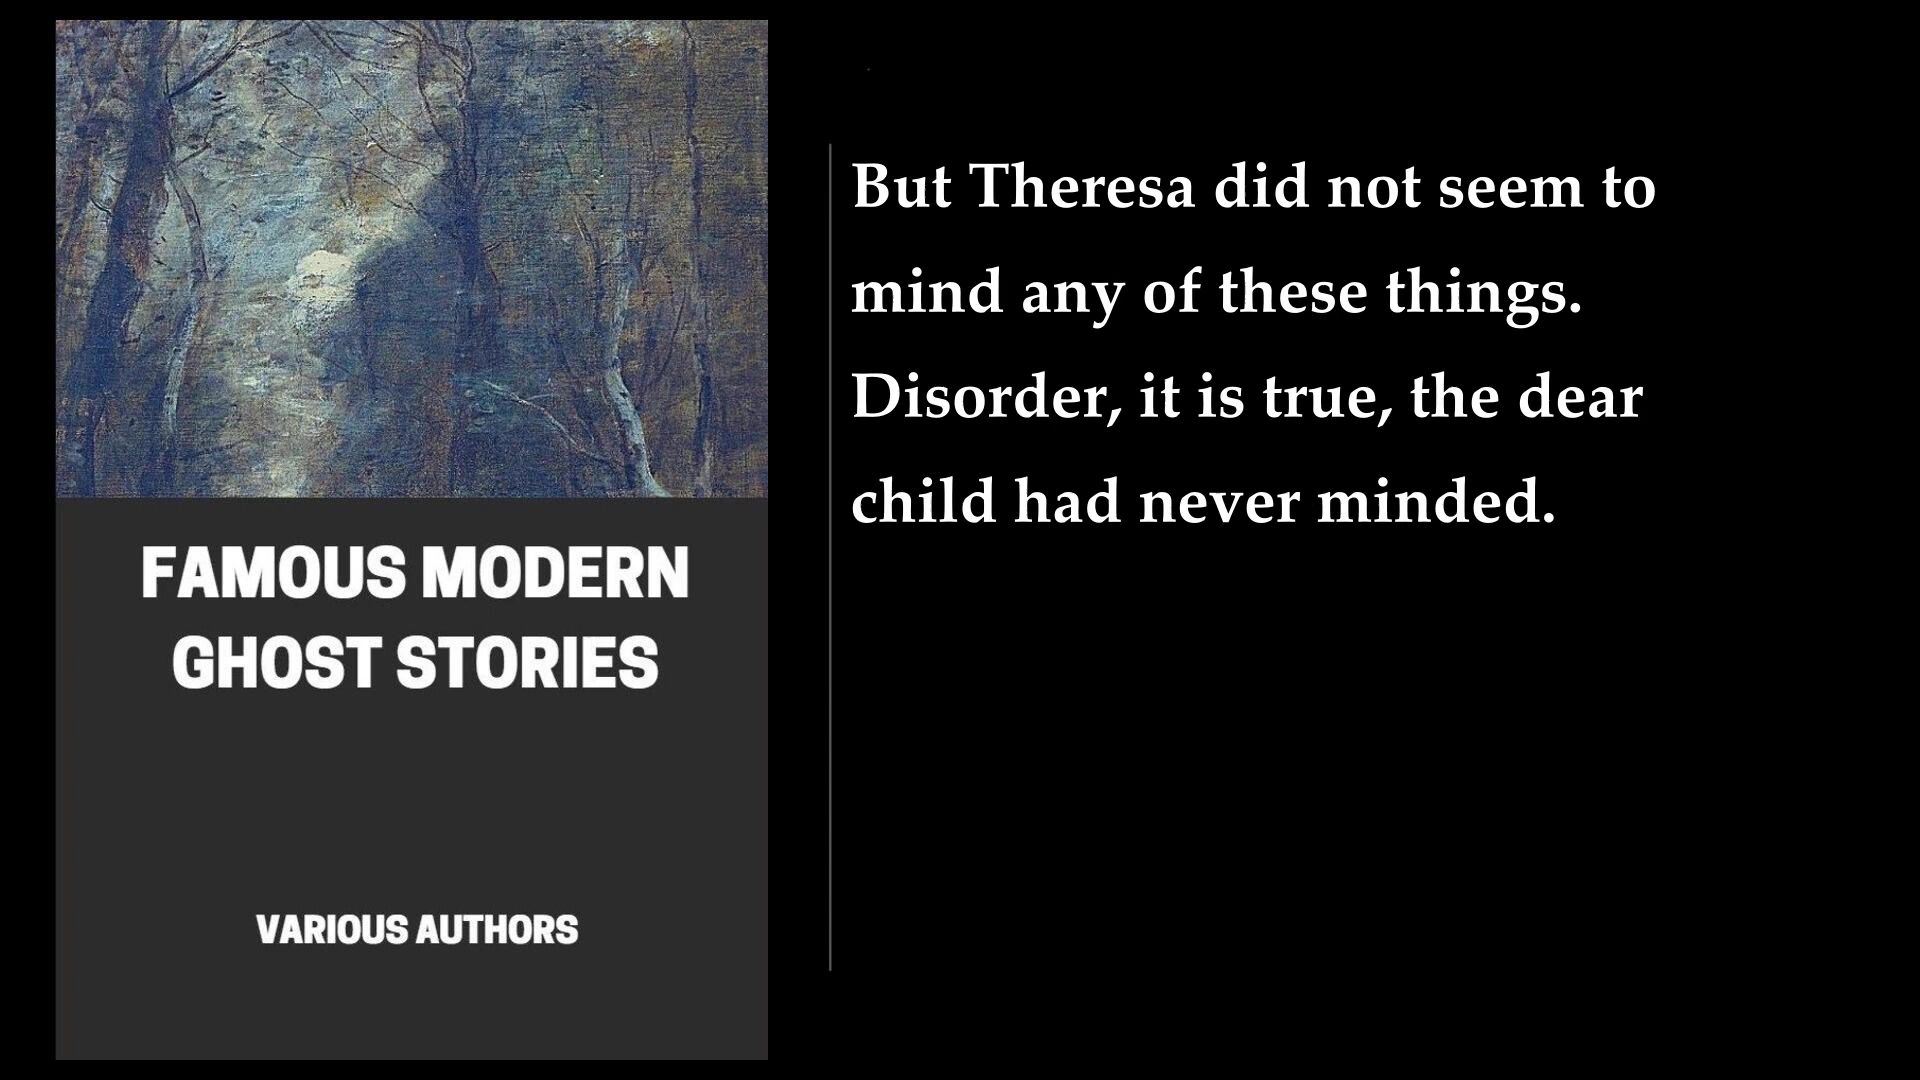 FAMOUS MODERN
GHOST STORIES
VARIOUS AUTHORS
But Theresa did not seem to
mind any of these things.
Disorder, it is true, the dear
child had never minded.